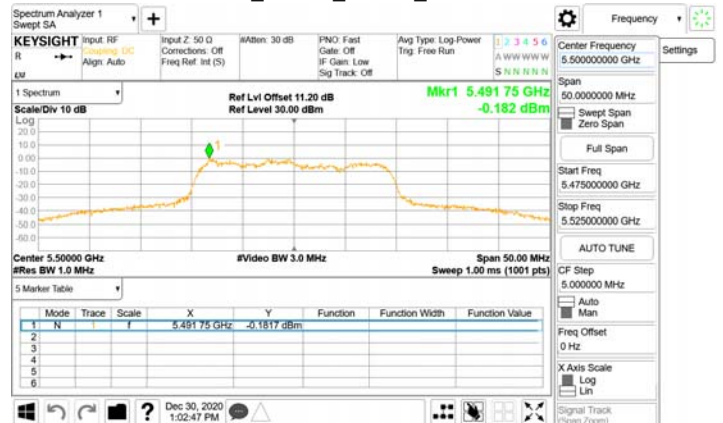 Spectrum Analyzer 1
Swept SA
+
Frequency
KEYSIGHT
R
Input: RF
Coupling: DC
Align: Auto
Input Z: 50 Ω
Corrections: Off
Freq Ref: Int (S)
#Atten: 30 dB
PNO: Fast
Gate: Off
IF Gain: Low
Sig Track: Off
Avg Type: Log-Power
Trig: Free Run
1 2 3 4 5 6
A W W W W W
S N N N N N
Center Frequency
5.500000000 GHz
Settings
Span
50.0000000 MHz
Swept Span
Zero Span
Full Span
Start Freq
5.475000000 GHz
Stop Freq
5.525000000 GHz
AUTO TUNE
CF Step
5.000000 MHz
Auto
Man
Freq Offset
0 Hz
X Axis Scale
Log
Lin
Signal Track
(Span Zoom)
1 Spectrum
Scale/Div 10 dB
Ref Lvl Offset 11.20 dB
Ref Level 30.00 dBm
Mkr1 5.491 75 GHz
-0.182 dBm
Log
20.0
10.0
0.00
-10.0
-20.0
-30.0
-40.0
-50.0
-60.0
1
Center 5.50000 GHz
#Res BW 1.0 MHz
#Video BW 3.0 MHz
Span 50.00 MHz
Sweep 1.00 ms (1001 pts)
5 Marker Table
Mode Trace Scale X Y Function Function Width Function Value
1 N 1 f 5.491 75 GHz -0.1817 dBm
2
3
4
5
6
?
Dec 30, 2020
1:02:47 PM